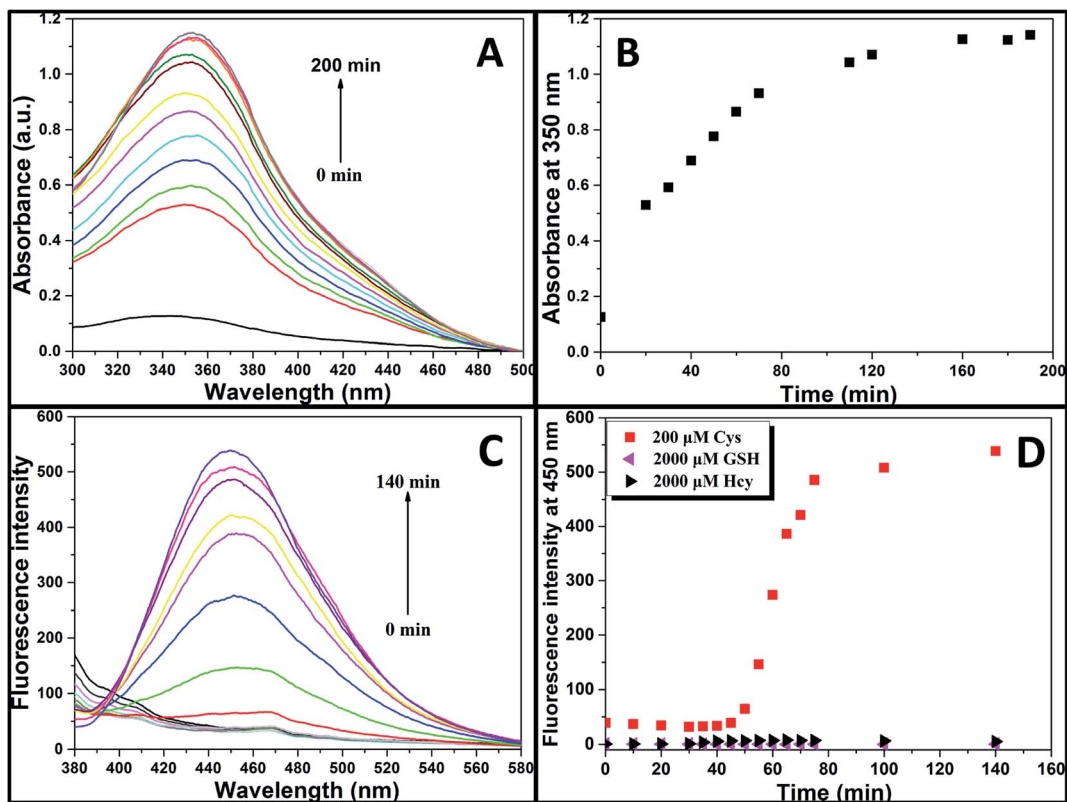 A
200 min
0 min
1.2
1.0
0.8
0.6
0.4
0.2
0.0
300 320 340 360 380 400 420 440 460 480 500
Absorbance (a.u.)
Wavelength (nm)
B
1.2
1.0
0.8
0.6
0.4
0.2
0.0
0 40 80 120 160 200
Absorbance at 350 nm
Time (min)
C
140 min
0 min
600
500
400
300
200
100
0
380 400 420 440 460 480 500 520 540 560 580
Fluorescence intensity
Wavelength (nm)
D
200 µM Cys
2000 µM GSH
2000 µM Hcy
600
550
500
450
400
350
300
250
200
150
100
50
0
0 20 40 60 80 100 120 140 160
Fluorescence intensity at 450 nm
Time (min)